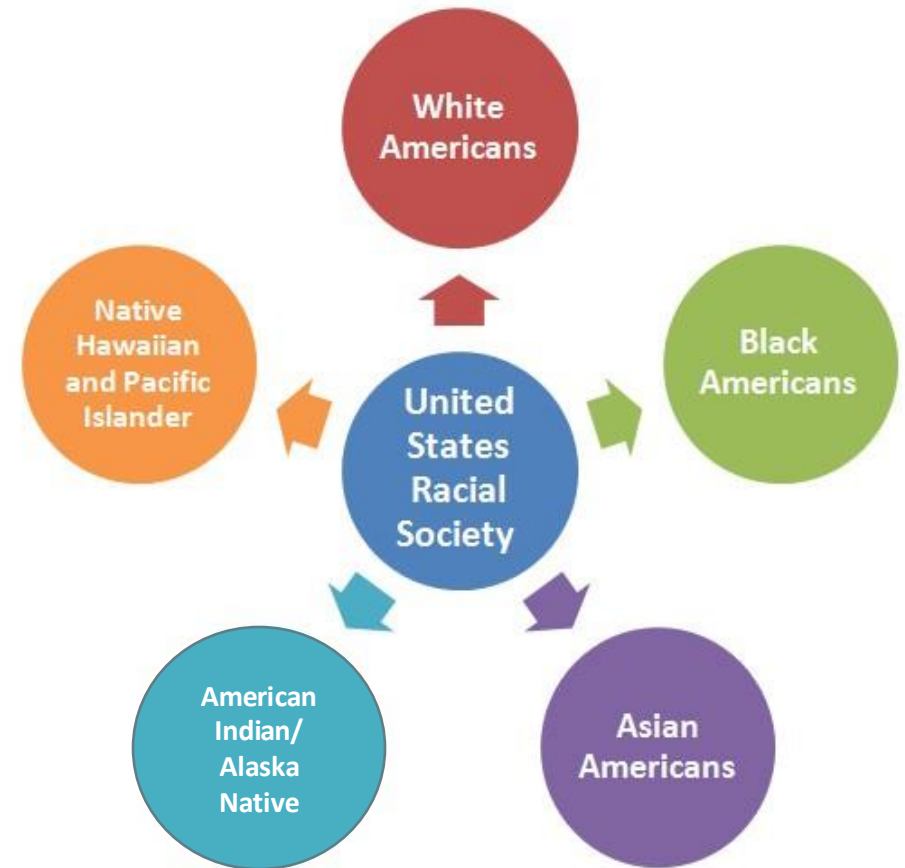 White
Americans
Native
Hawaiian
and Pacific
Islander
Black
Americans
United
States
Racial
Society
American
Indian/
Alaska
Native
Asian
Americans